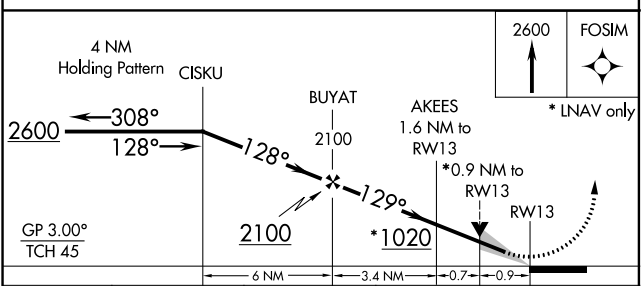 4 NM
Holding Pattern
CISKU
2600
FOSIM
* LNAV only
BUYAT
2100
AKEES
1.6 NM to
RW13
*0.9 NM to
RW13
RW13
308°
2600
128°
128°
129°
2100
*1020
GP 3.00°
TCH 45
6 NM
3.4 NM
0.7
0.9